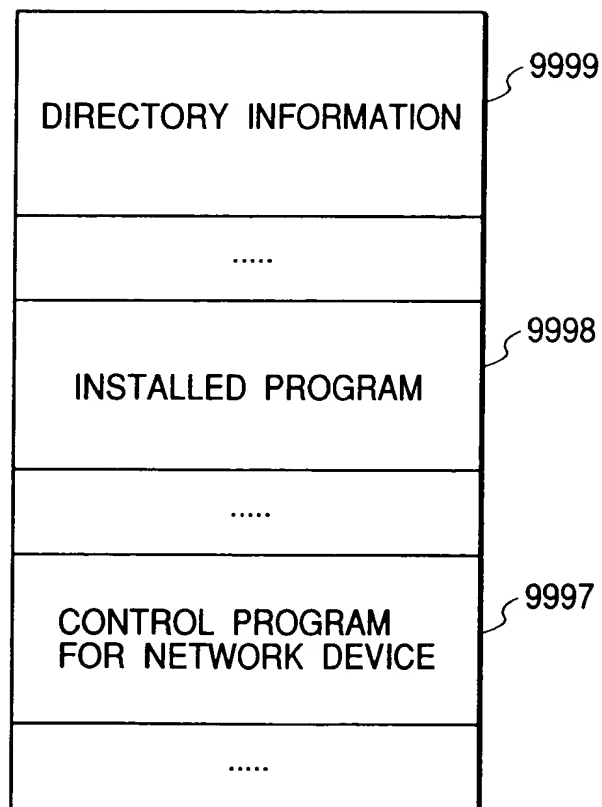 DIRECTORY INFORMATION
9999
.....
INSTALLED PROGRAM
9998
.....
CONTROL PROGRAM
FOR NETWORK DEVICE
9997
.....